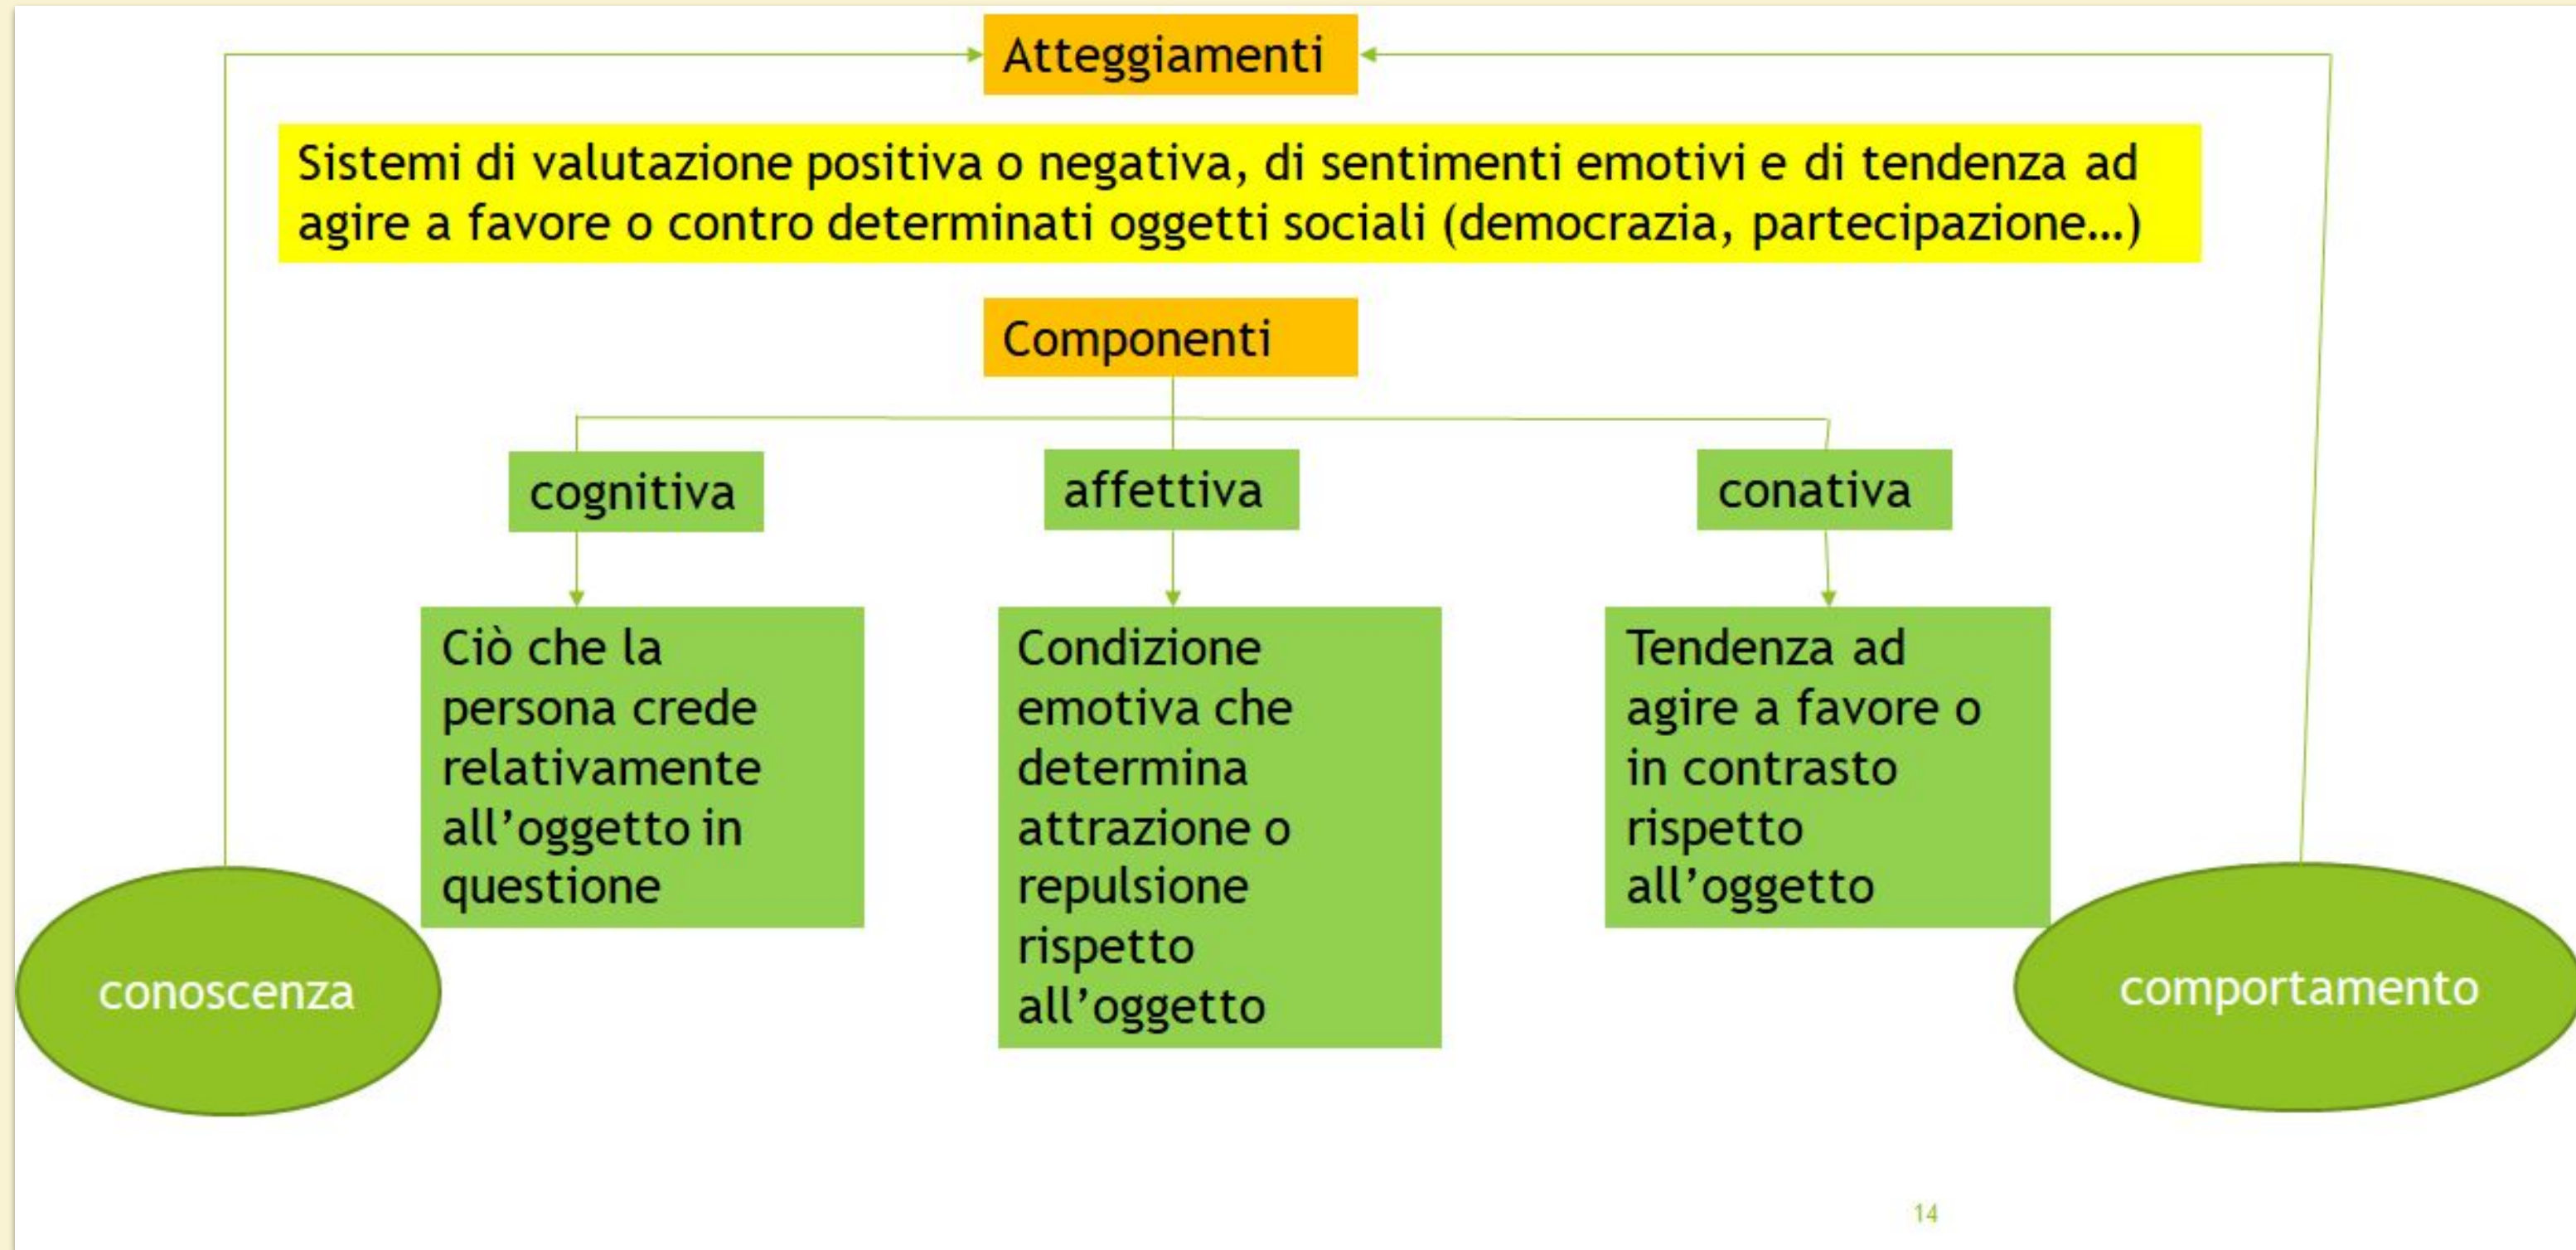 Atteggiamenti
Sistemi di valutazione positiva o negativa, di sentimenti emotivi e di tendenza ad
agire a favore o contro determinati oggetti sociali (democrazia, partecipazione…)
Componenti
cognitiva
affettiva
conativa
Ciò che la
persona crede
relativamente
all’oggetto in
questione
Condizione
emotiva che
determina
attrazione o
repulsione
rispetto
all’oggetto
Tendenza ad
agire a favore o
in contrasto
rispetto
all’oggetto
conoscenza
comportamento
14